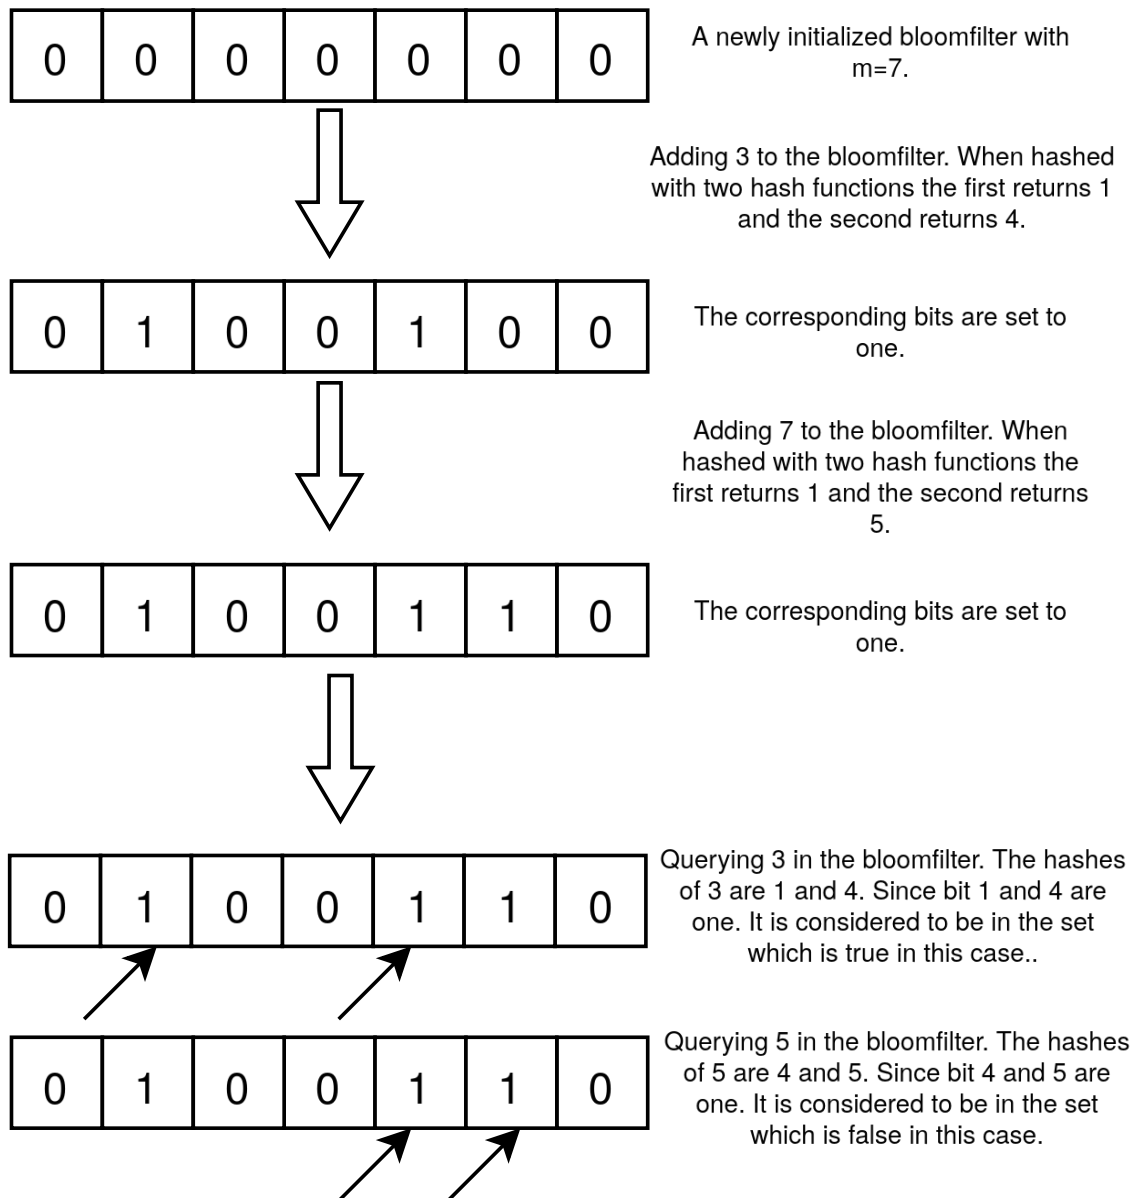 0 0 0 0 0 0 0
A newly initialized bloomfilter with
m=7.
Adding 3 to the bloomfilter. When hashed
with two hash functions the first returns 1
and the second returns 4.
0 1 0 0 1 0 0
The corresponding bits are set to
one.
Adding 7 to the bloomfilter. When
hashed with two hash functions the
first returns 1 and the second returns
5.
0 1 0 0 1 1 0
The corresponding bits are set to
one.
0 1 0 0 1 1 0
Querying 3 in the bloomfilter. The hashes
of 3 are 1 and 4. Since bit 1 and 4 are
one. It is considered to be in the set
which is true in this case..
0 1 0 0 1 1 0
Querying 5 in the bloomfilter. The hashes
of 5 are 4 and 5. Since bit 4 and 5 are
one. It is considered to be in the set
which is false in this case.